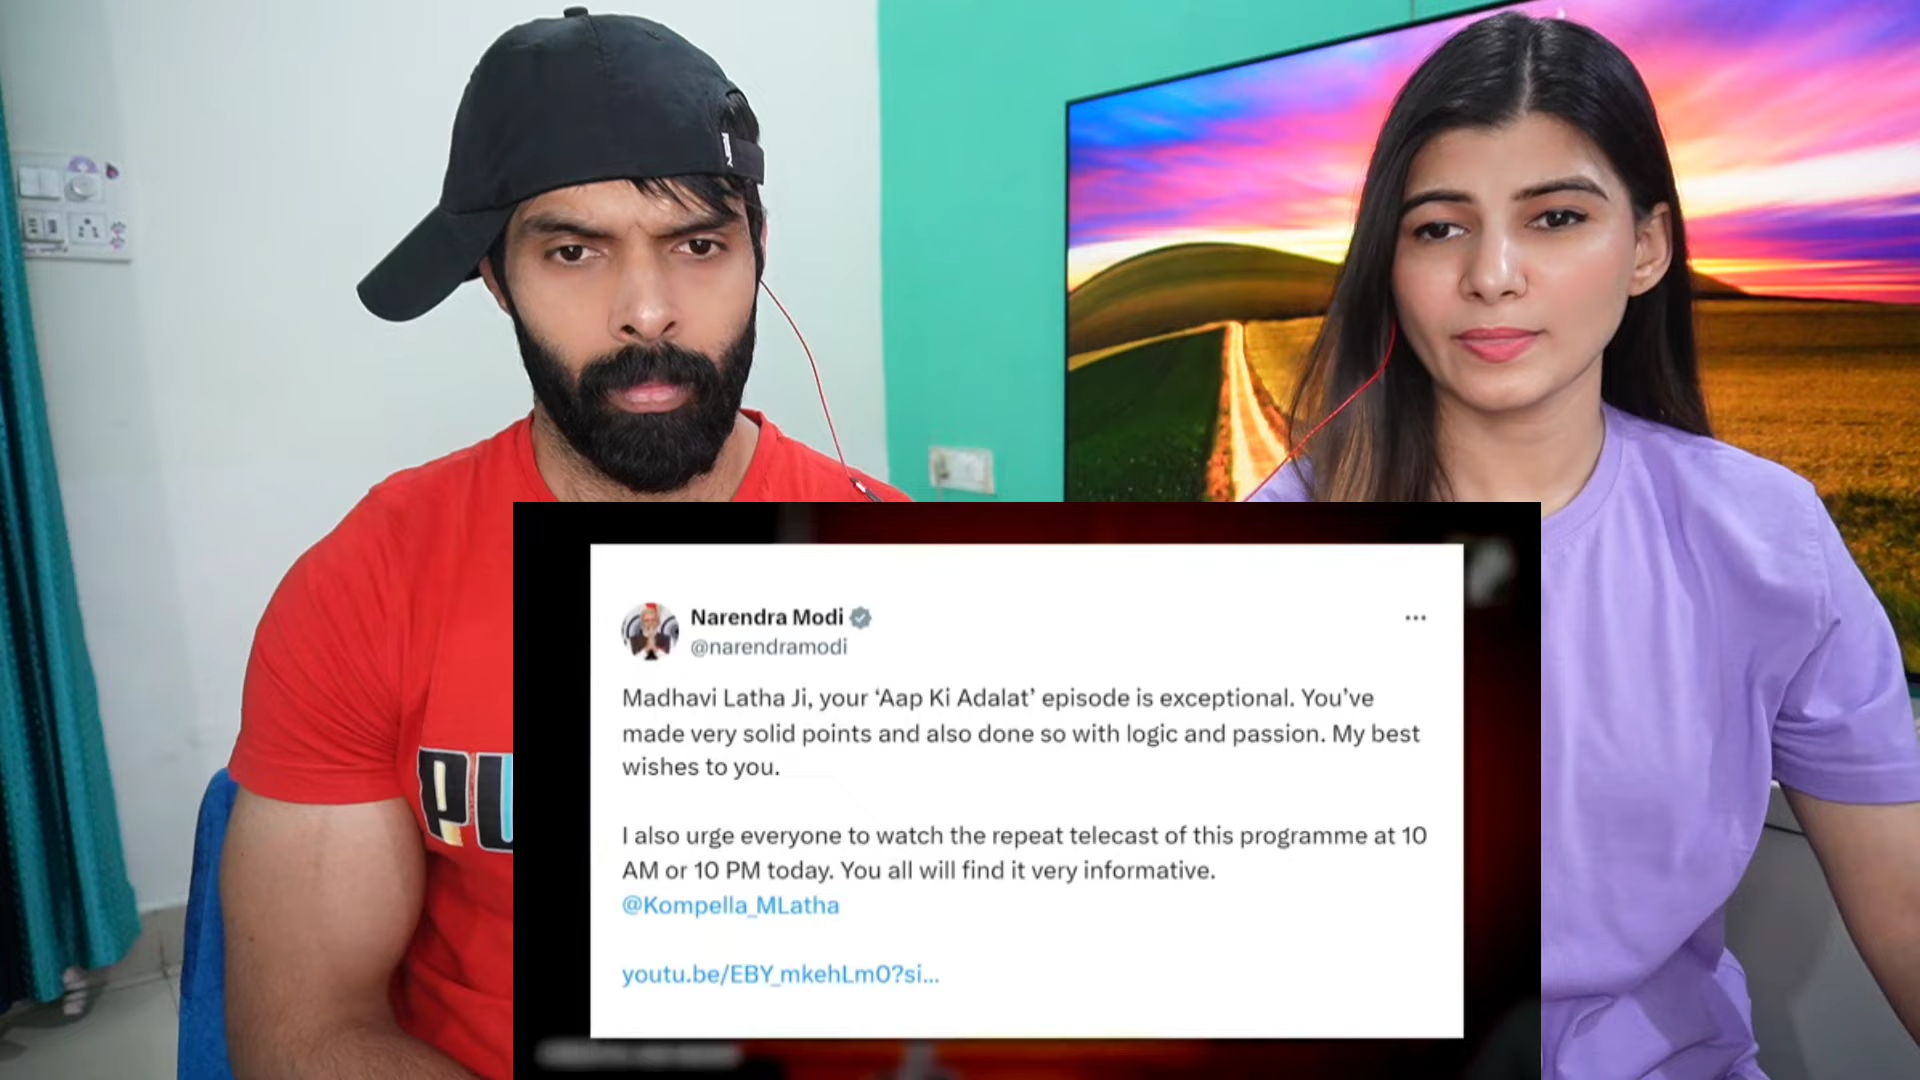 Narendra Modi
@narendramodi
Madhavi Latha Ji, your ‘Aap Ki Adalat’ episode is exceptional. You’ve
made very solid points and also done so with logic and passion. My best
wishes to you.
I also urge everyone to watch the repeat telecast of this programme at 10
AM or 10 PM today. You all will find it very informative.
@Kompella_MLatha
youtu.be/EBY_mkehLm0?si...
PU